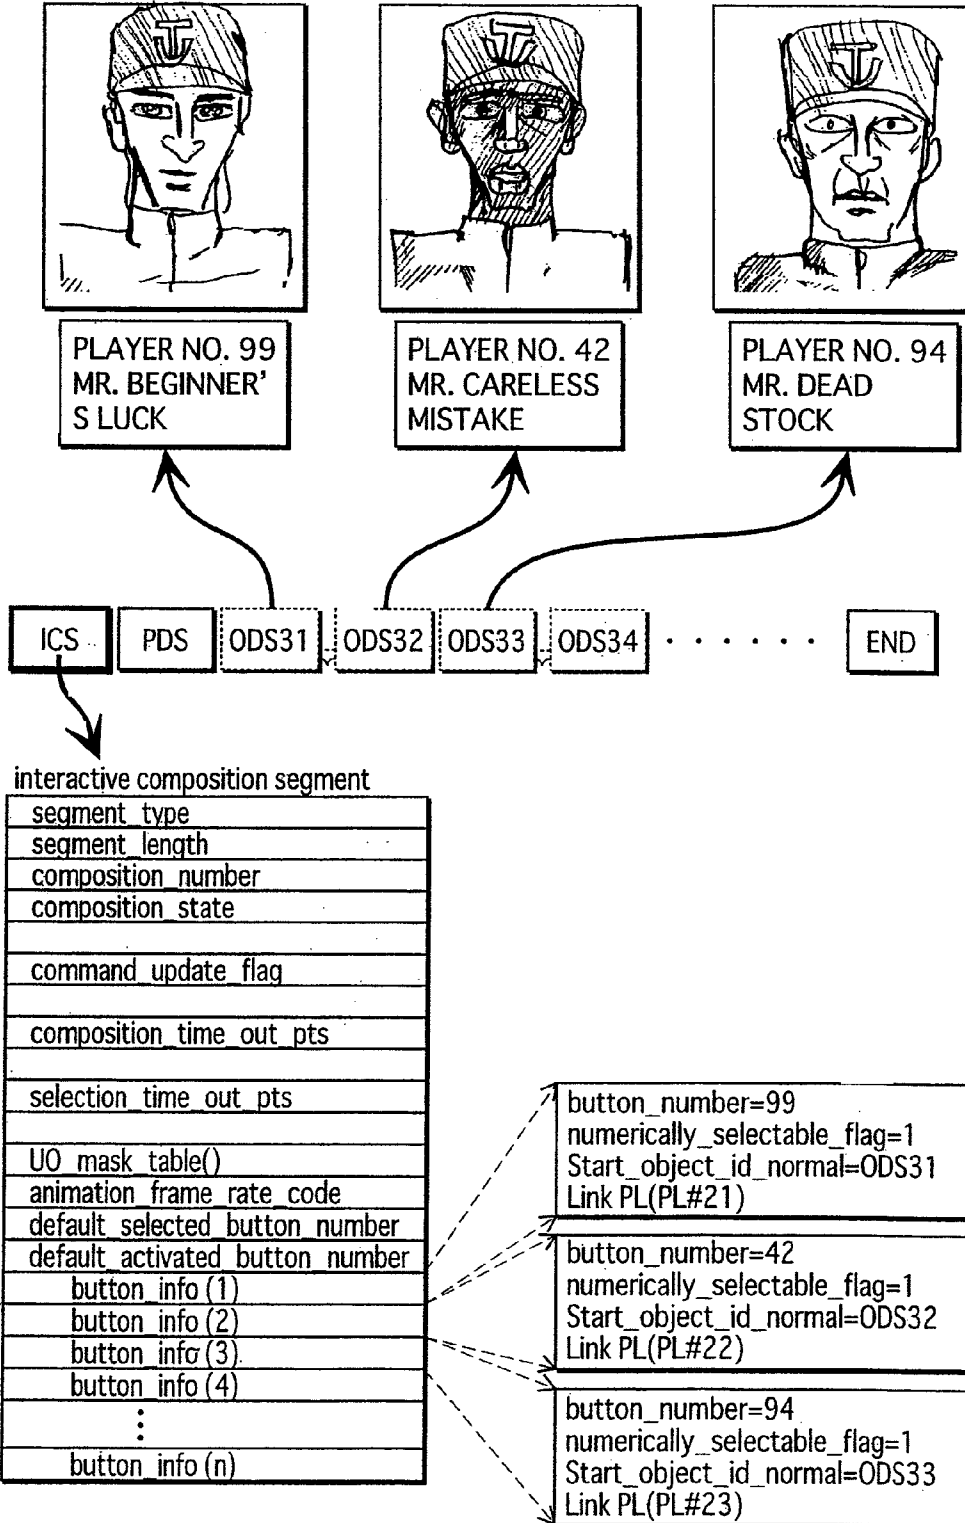 PLAYER NO. 99
MR. BEGINNER'
S LUCK
PLAYER NO. 42
MR. CARELESS
MISTAKE
PLAYER NO. 94
MR. DEAD
STOCK
ICS
PDS
ODS31
ODS32
ODS33
ODS34
END
interactive composition segment
segment_type
segment_length
composition_number
composition_state
command_update_flag
composition_time_out_pts
selection_time_out_pts
UO_mask_table()
animation_frame_rate_code
default_selected_button_number
default_activated_button_number
button_info (1)
button_info (2)
button_info (3)
button_info (4)
button_info (n)
button_number=99
numerically_selectable_flag=1
Start_object_id_normal=ODS31
Link PL(PL#21)
button_number=42
numerically_selectable_flag=1
Start_object_id_normal=ODS32
Link PL(PL#22)
button_number=94
numerically_selectable_flag=1
Start_object_id_normal=ODS33
Link PL(PL#23)